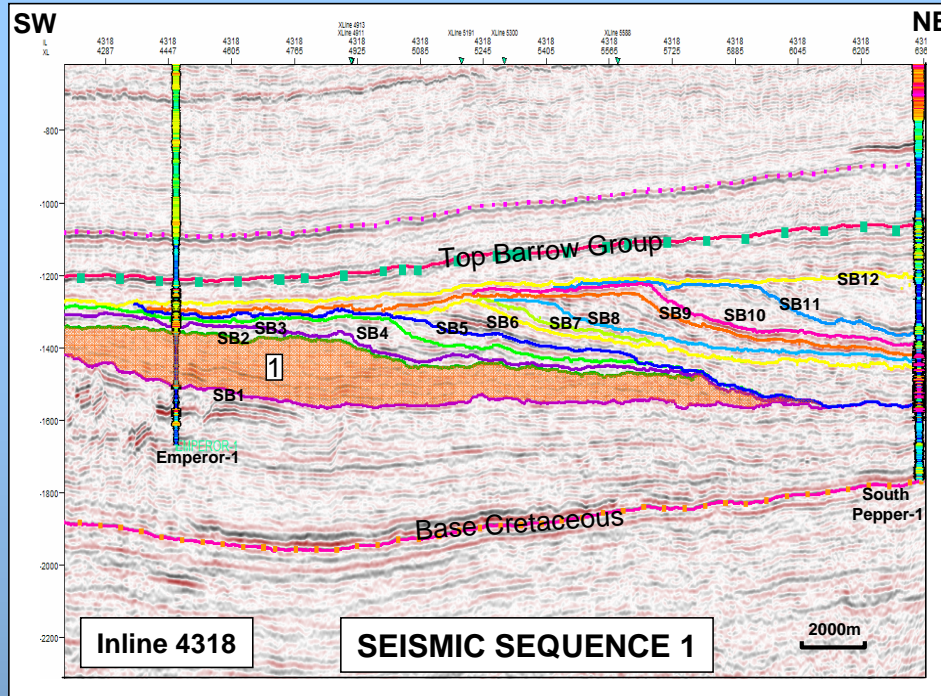 SW
NE
XLine 4913
XLine 4911
XLine 5191
XLine 5300
XLine 5588
IL 4318 4318 4318 4318 4318 4318 4318 4318 4318 4318 4318 4318 4318 431
XL 4287 4447 4605 4765 4925 5085 5245 5405 5565 5725 5885 6045 6205 636
-800
-1000
Top Barrow Group
-1200
SB12
SB11
SB2 SB3 SB4 SB5 SB6 SB7 SB8 SB9 SB10
-1400
1
SB1
-1600
EMPEROR-1
Emperor-1
-1800
South
Pepper-1
Base Cretaceous
-2000
-2200
Inline 4318
SEISMIC SEQUENCE 1
2000m